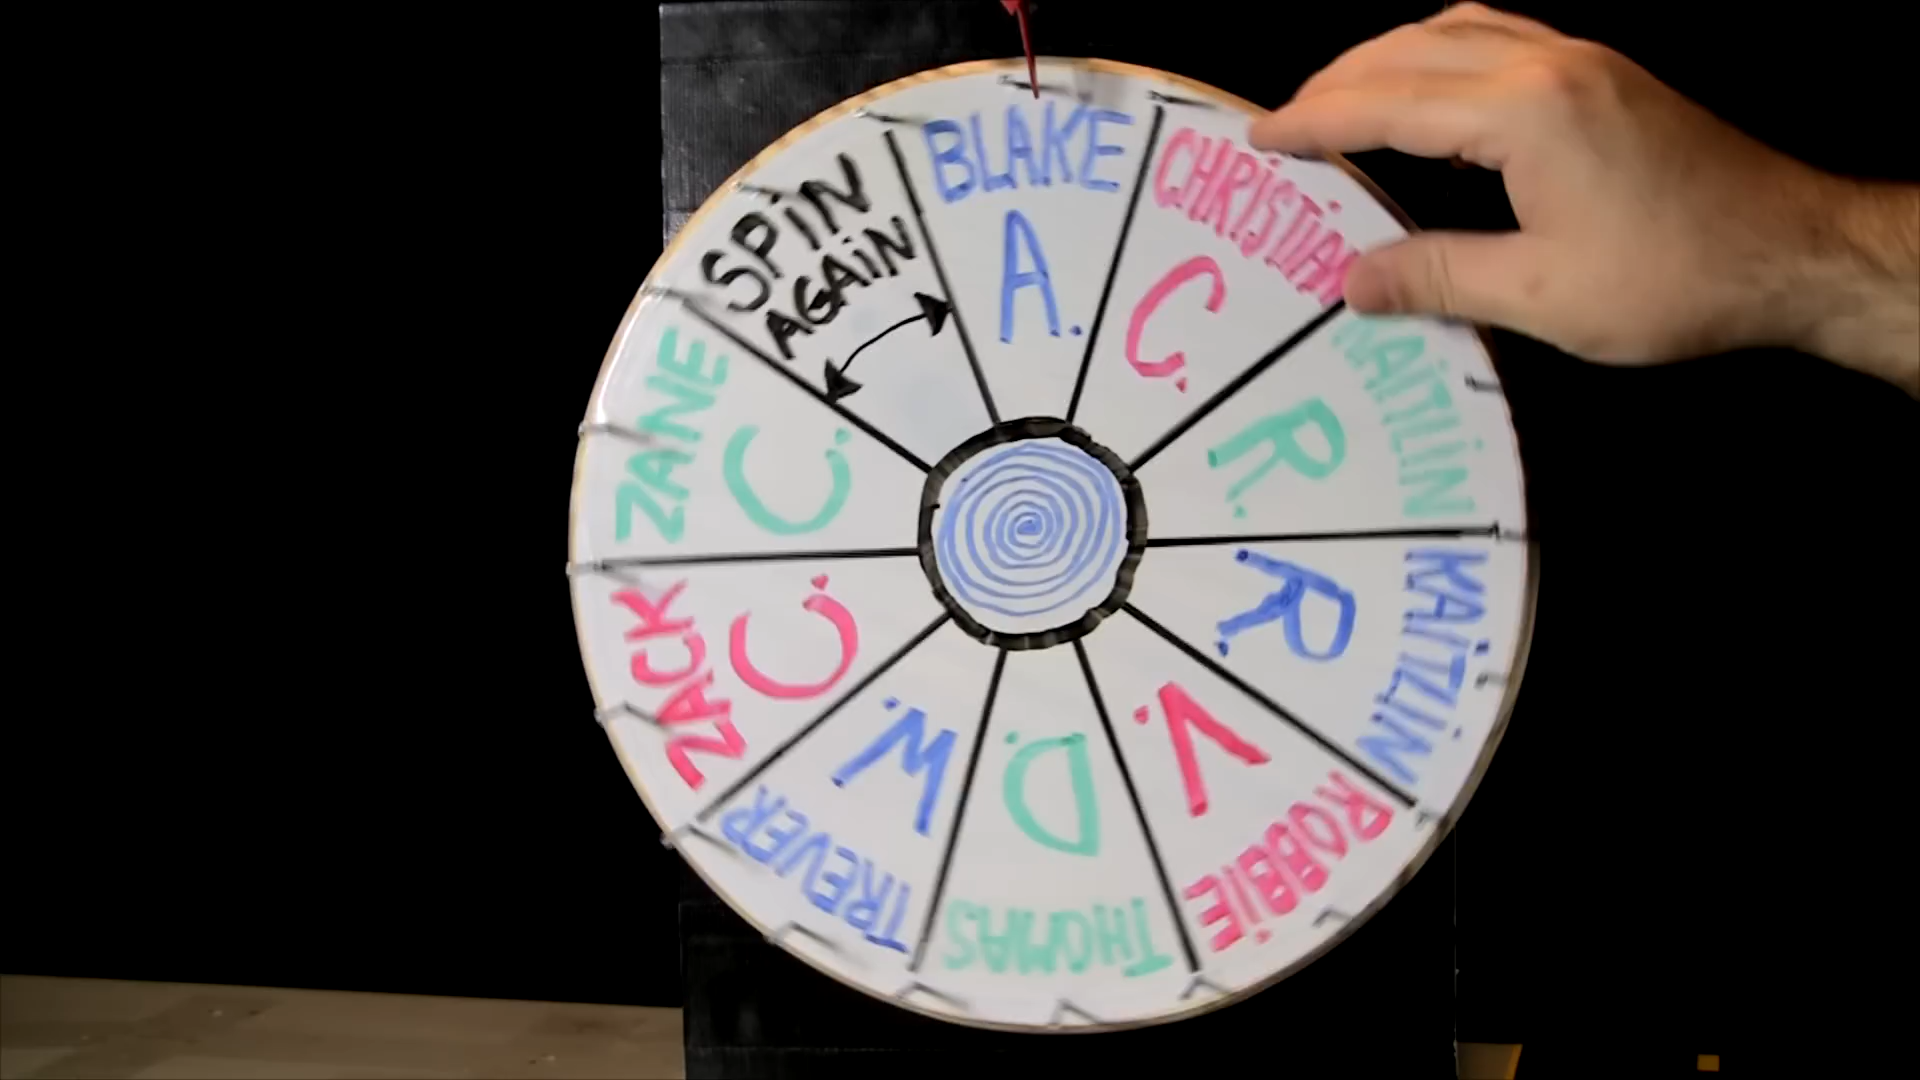 BLAKE
A.
CHRISTIAN
C.
KAITLIN
R.
KAITLIN
R.
ROBBIE
V.
THOMAS
D.
TREVER
W.
ZACK
C.
ZANE
C.
SPIN
AGAIN